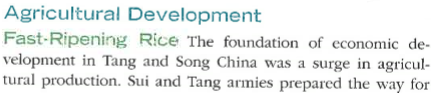 Agricultural Development
Fast-Ripening Rice The foundation of economic de-
velopment in Tang and Song China was a surge in agricul-
tural production. Sui and Tang armies prepared the way for